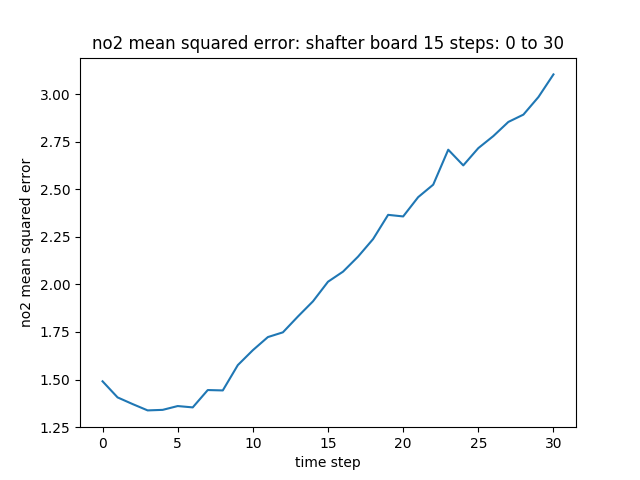 no2 mean squared error: shafter board 15 steps: 0 to 30
no2 mean squared error
3.00
2.75
2.50
2.25
2.00
1.75
1.50
1.25
0 5 10 15 20 25 30
time step